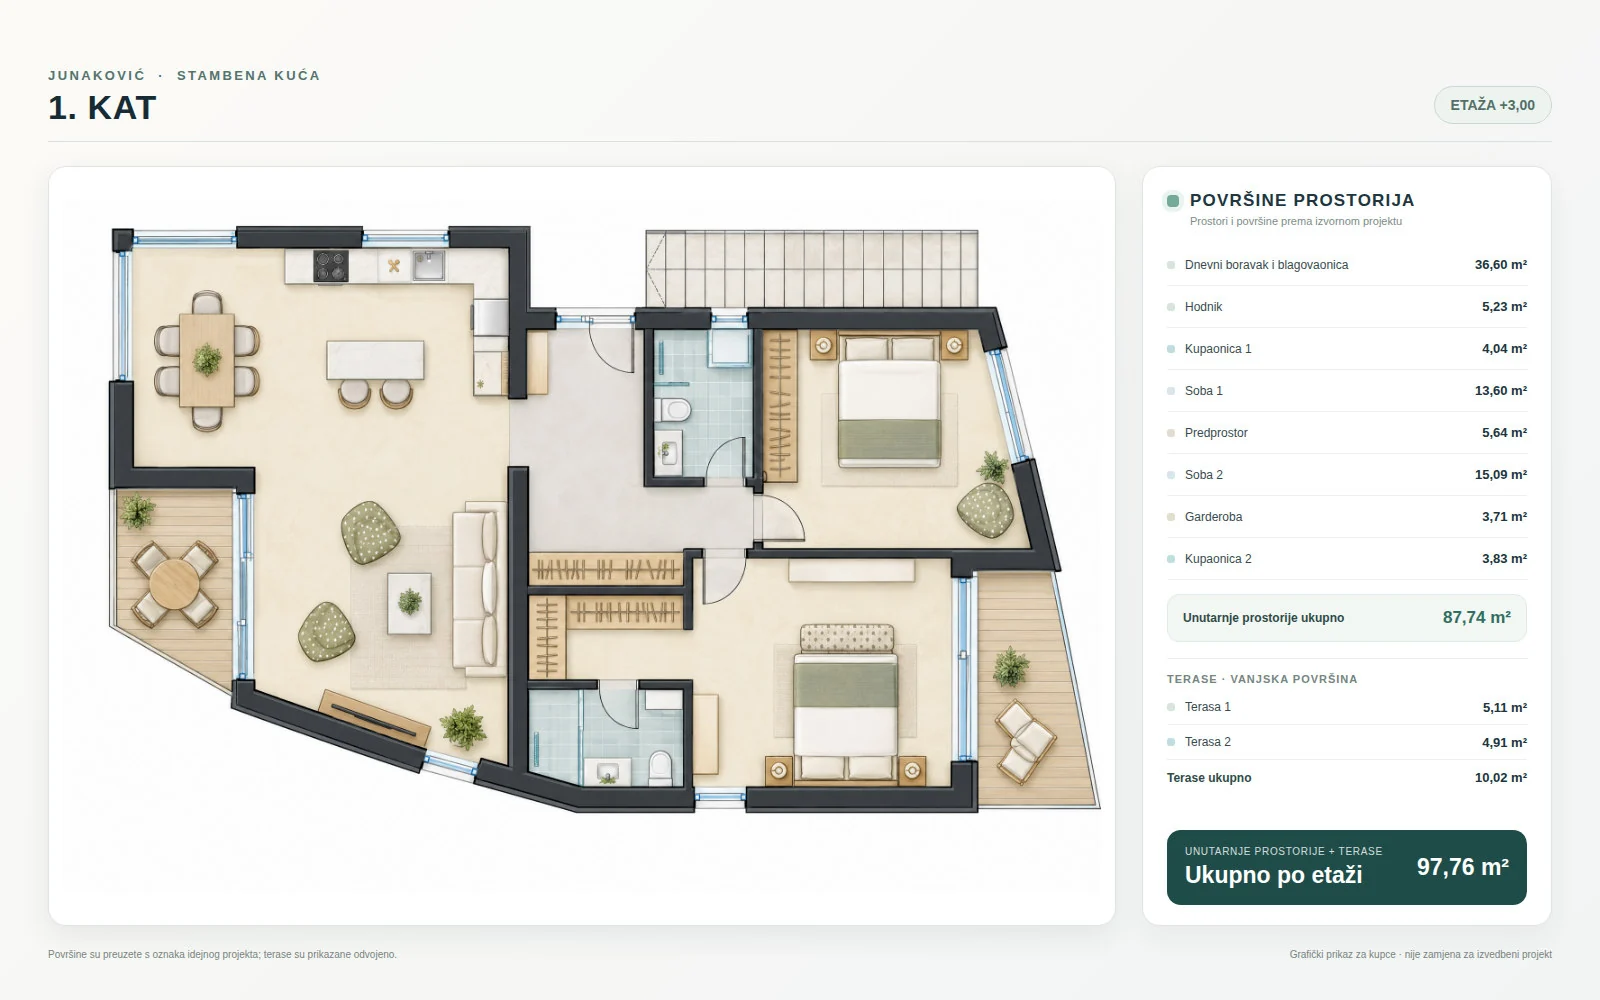 JUNAKOVIĆ · STAMBENA KUĆA
1. KAT
ETAŽA +3,00
POVRŠINE PROSTORIJA
Prostori i površine prema izvornom projektu
Dnevni boravak i blagovaonica 36,60 m²
Hodnik 5,23 m²
Kupaonica 1 4,04 m²
Soba 1 13,60 m²
Predprostor 5,64 m²
Soba 2 15,09 m²
Garderoba 3,71 m²
Kupaonica 2 3,83 m²
Unutarnje prostorije ukupno 87,74 m²
TERASE · VANJSKA POVRŠINA
Terasa 1 5,11 m²
Terasa 2 4,91 m²
Terase ukupno 10,02 m²
UNUTARNJE PROSTORIJE + TERASE
Ukupno po etaži 97,76 m²
Površine su preuzete s oznaka idejnog projekta; terase su prikazane odvojeno.
Grafički prikaz za kupce · nije zamjena za izvedbeni projekt